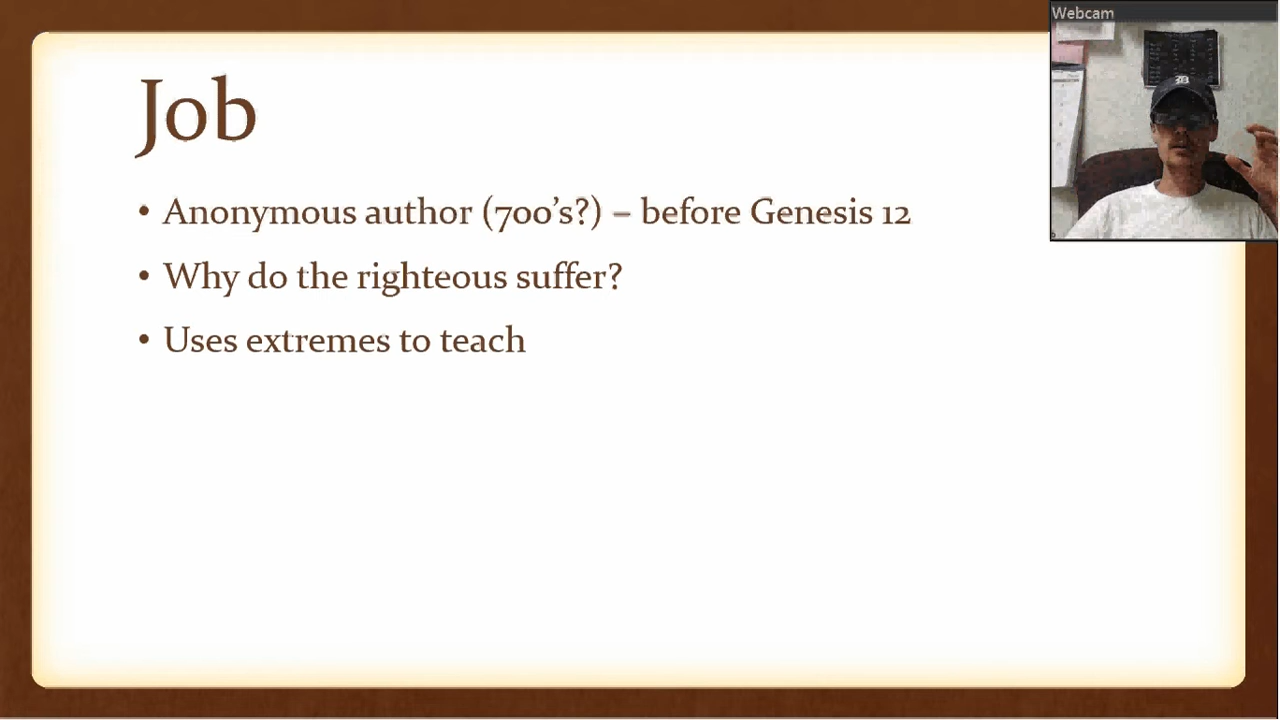 Job
• Anonymous author (700's?) – before Genesis 12
• Why do the righteous suffer?
• Uses extremes to teach
Webcam